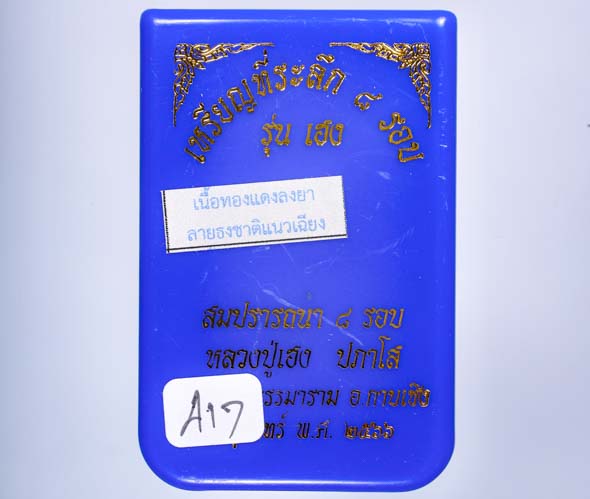 เหรียญที่ระลึก ๘ รอบ
รุ่น เฮง
เนื้อทองแดงลงยา
ลายธงชาติแนวเฉียง
สมปรารถนา ๘ รอบ
หลวงปู่เฮง ปภาโส
ธรรมาราม อ.กาบเชิง
A17
พ.ศ. ๒๕๖๖